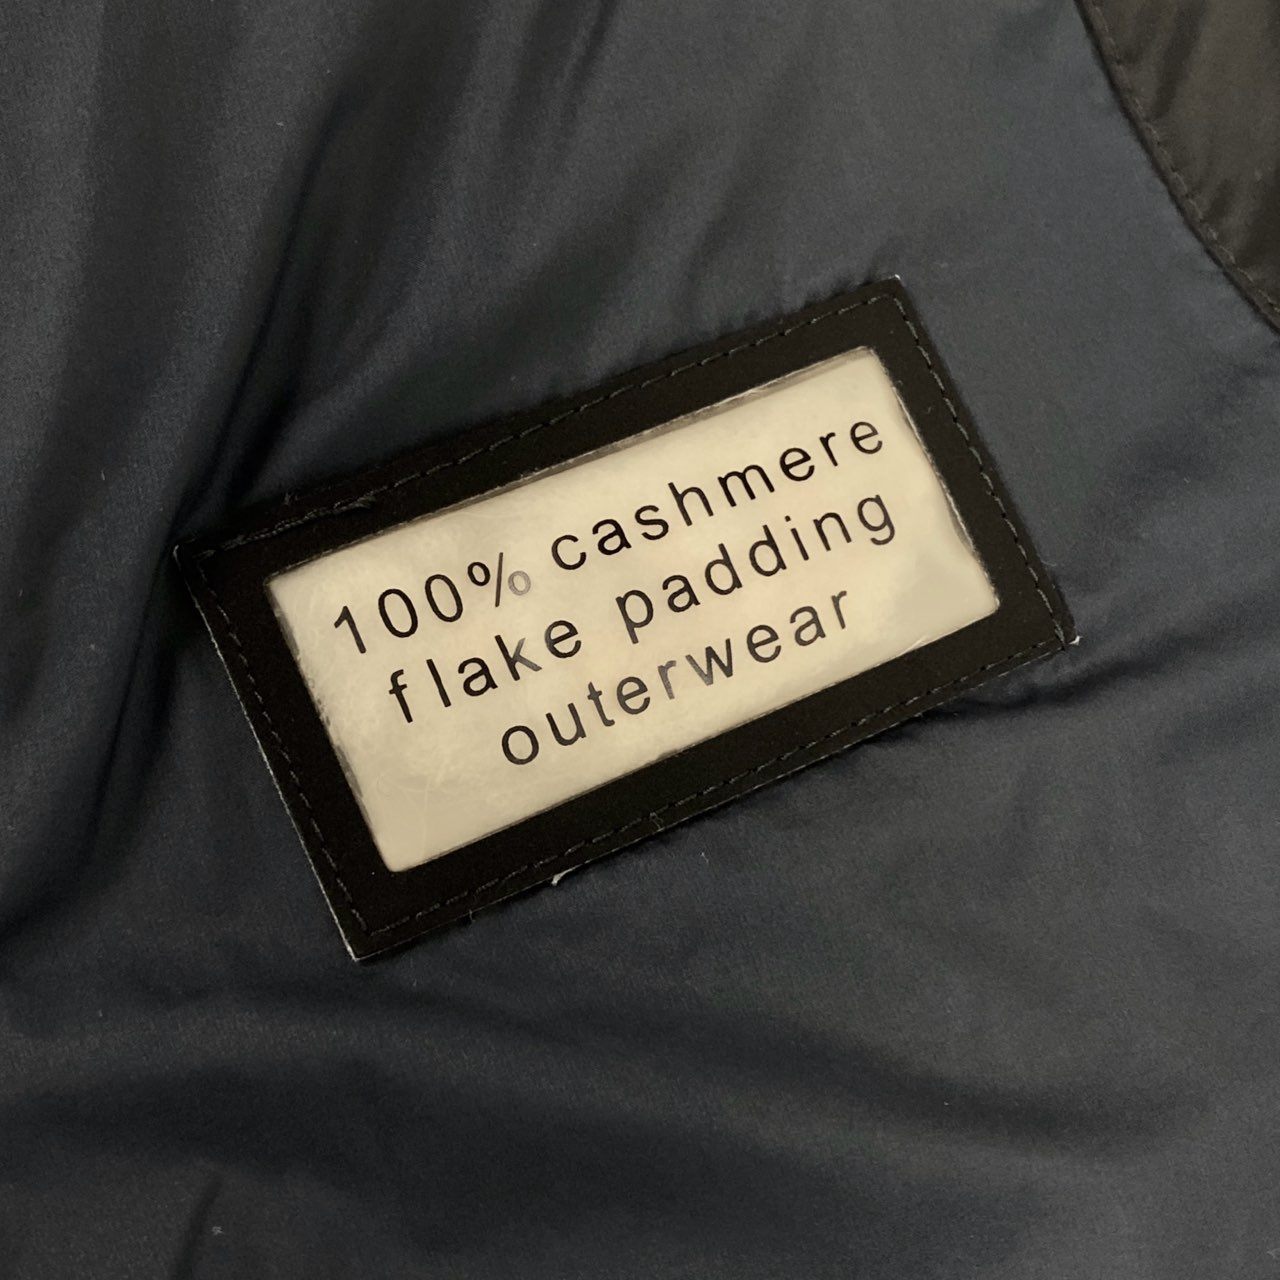 100% cashmere
flake padding
outerwear